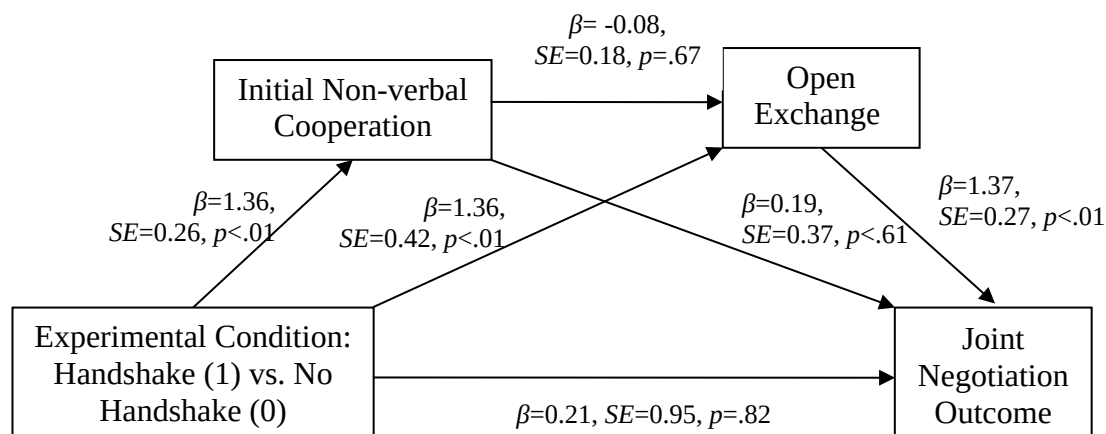 β= -0.08,
SE=0.18, p=.67
Initial Non-verbal
Cooperation
Open
Exchange
β=1.36,
SE=0.26, p<.01
β=1.36,
SE=0.42, p<.01
β=0.19,
SE=0.37, p<.61
β=1.37,
SE=0.27, p<.01
Experimental Condition:
Handshake (1) vs. No
Handshake (0)
Joint
Negotiation
Outcome
β=0.21, SE=0.95, p=.82